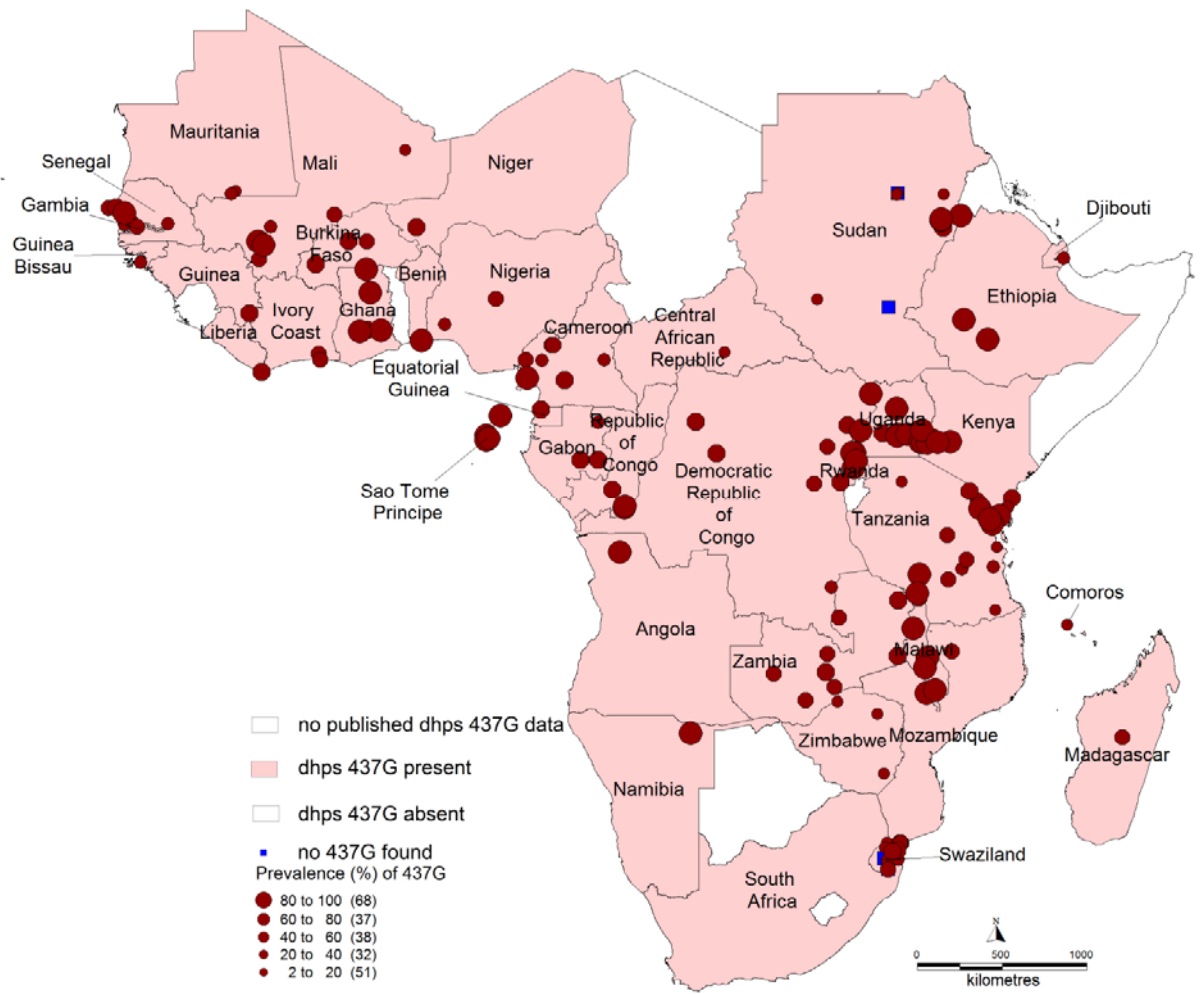 Mauritania
Senegal
Mali
Niger
Gambia
Sudan
Djibouti
Guinea
Bissau
Burkina
Faso
Guinea
Benin
Nigeria
Ethiopia
Ivory
Coast
Ghana
Liberia
Cameroon
Central
African
Republic
Equatorial
Guinea
Uganda
Kenya
Republic
of
Congo
Gabon
Rwanda
Democratic
Republic
of
Congo
Sao Tome
Principe
Tanzania
Comoros
Angola
Malawi
Zambia
Zimbabwe
Mozambique
Madagascar
Namibia
Swaziland
South
Africa
no published dhps 437G data
dhps 437G present
dhps 437G absent
no 437G found
Prevalence (%) of 437G
80 to 100 (68)
60 to 80 (37)
40 to 60 (38)
20 to 40 (32)
2 to 20 (51)
N
0 500 1000
kilometres